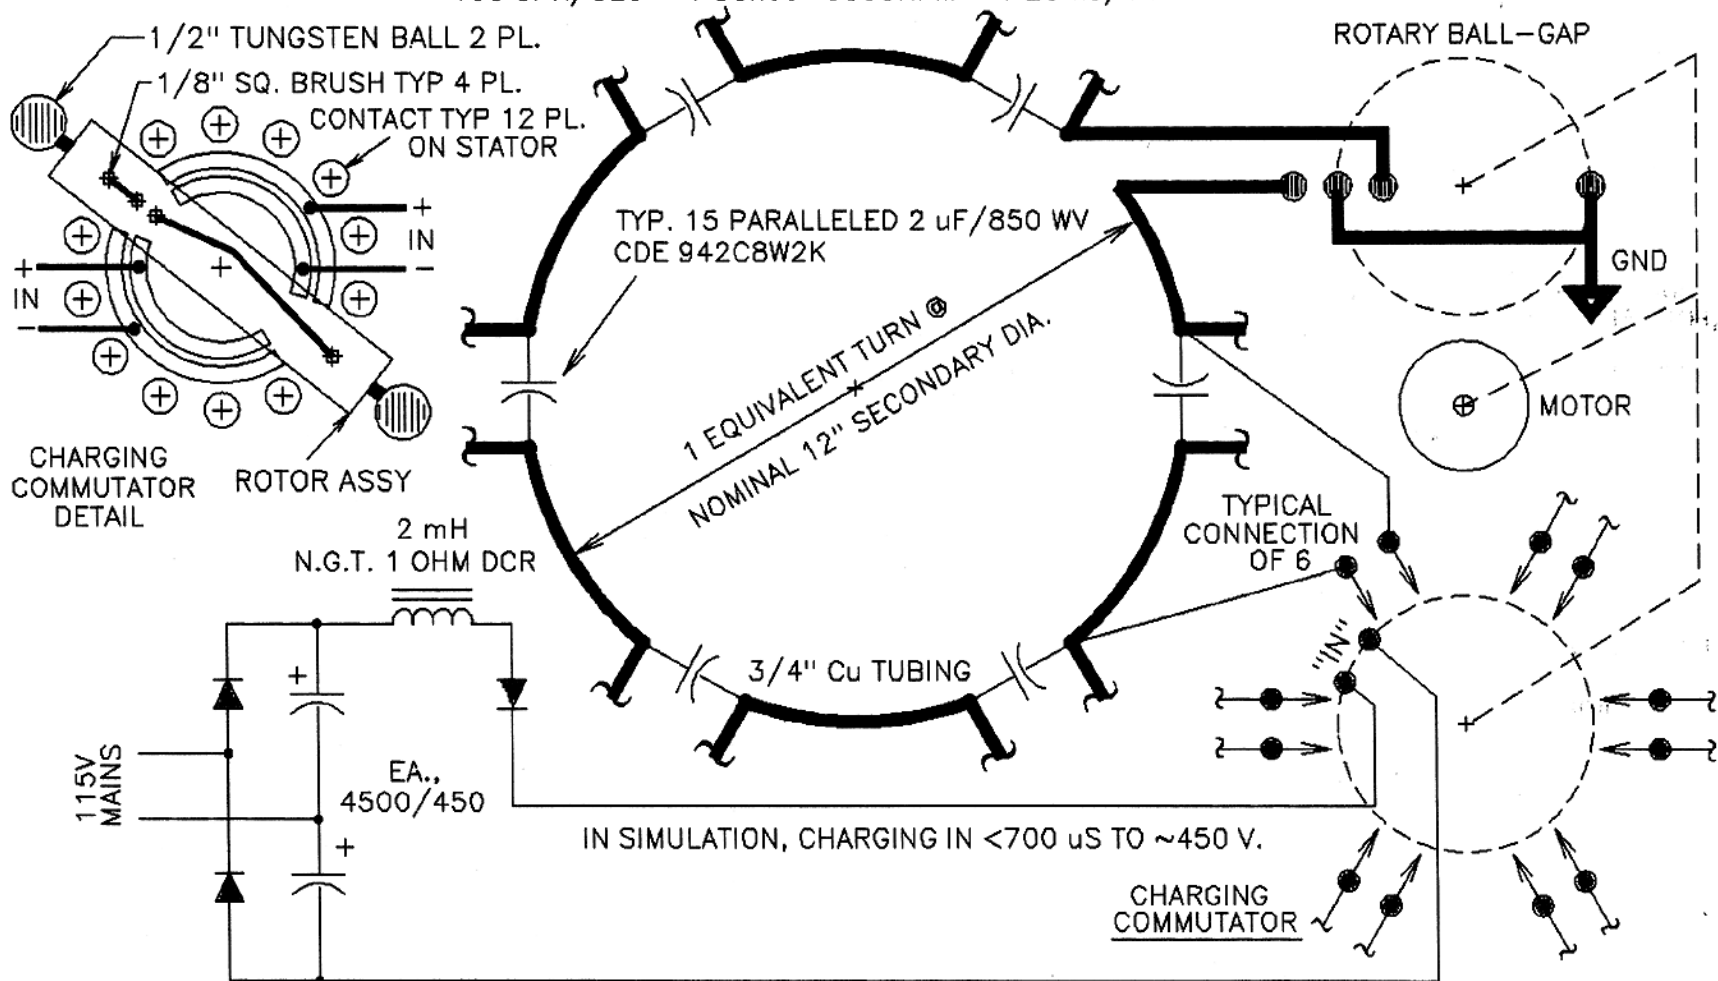 1/2" TUNGSTEN BALL 2 PL.
1/8" SQ. BRUSH TYP 4 PL.
CONTACT TYP 12 PL.
ON STATOR
+
IN
−
+
IN
−
CHARGING
COMMUTATOR
DETAIL
ROTOR ASSY
TYP. 15 PARALLELED 2 uF/850 WV
CDE 942C8W2K
1 EQUIVALENT TURN @
NOMINAL 12" SECONDARY DIA.
ROTARY BALL−GAP
GND
MOTOR
TYPICAL
CONNECTION
OF 6
"IN"
2 mH
N.G.T. 1 OHM DCR
3/4" Cu TUBING
+
115V
MAINS
EA.,
4500/450
+
IN SIMULATION, CHARGING IN <700 uS TO ~450 V.
CHARGING
COMMUTATOR